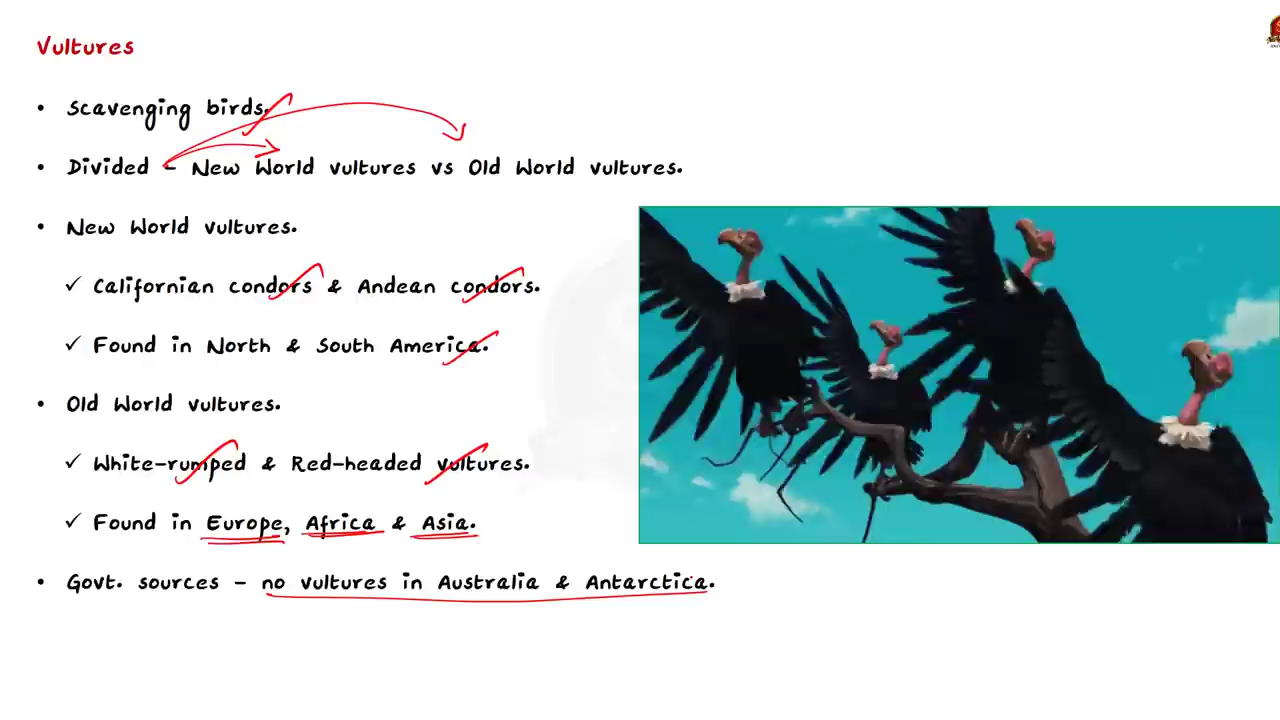 Vultures
• Scavenging birds.
• Divided - New World vultures vs Old World vultures.
• New World vultures.
✓ Californian condors & Andean condors.
✓ Found in North & South America.
• Old World vultures.
✓ White-rumped & Red-headed vultures.
✓ Found in Europe, Africa & Asia.
• Govt. sources - no vultures in Australia & Antarctica.